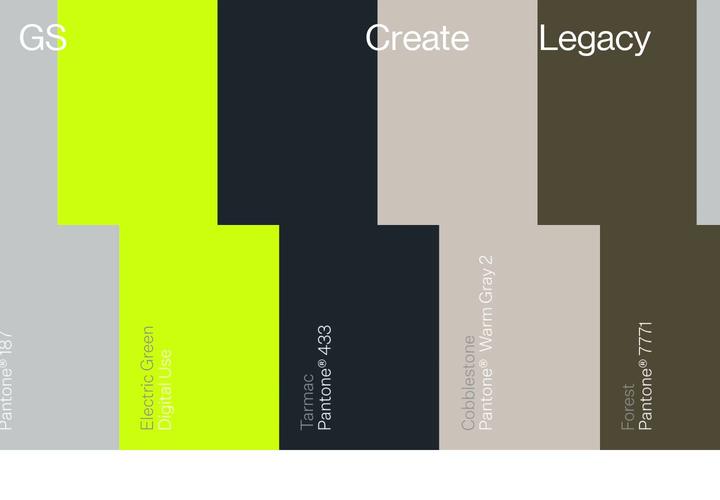 GS
Create
Legacy
Pantone® 187
Electric Green
Digital Use
Tarmac
Pantone® 433
Cobblestone
Pantone® Warm Gray 2
Forest
Pantone® 7771